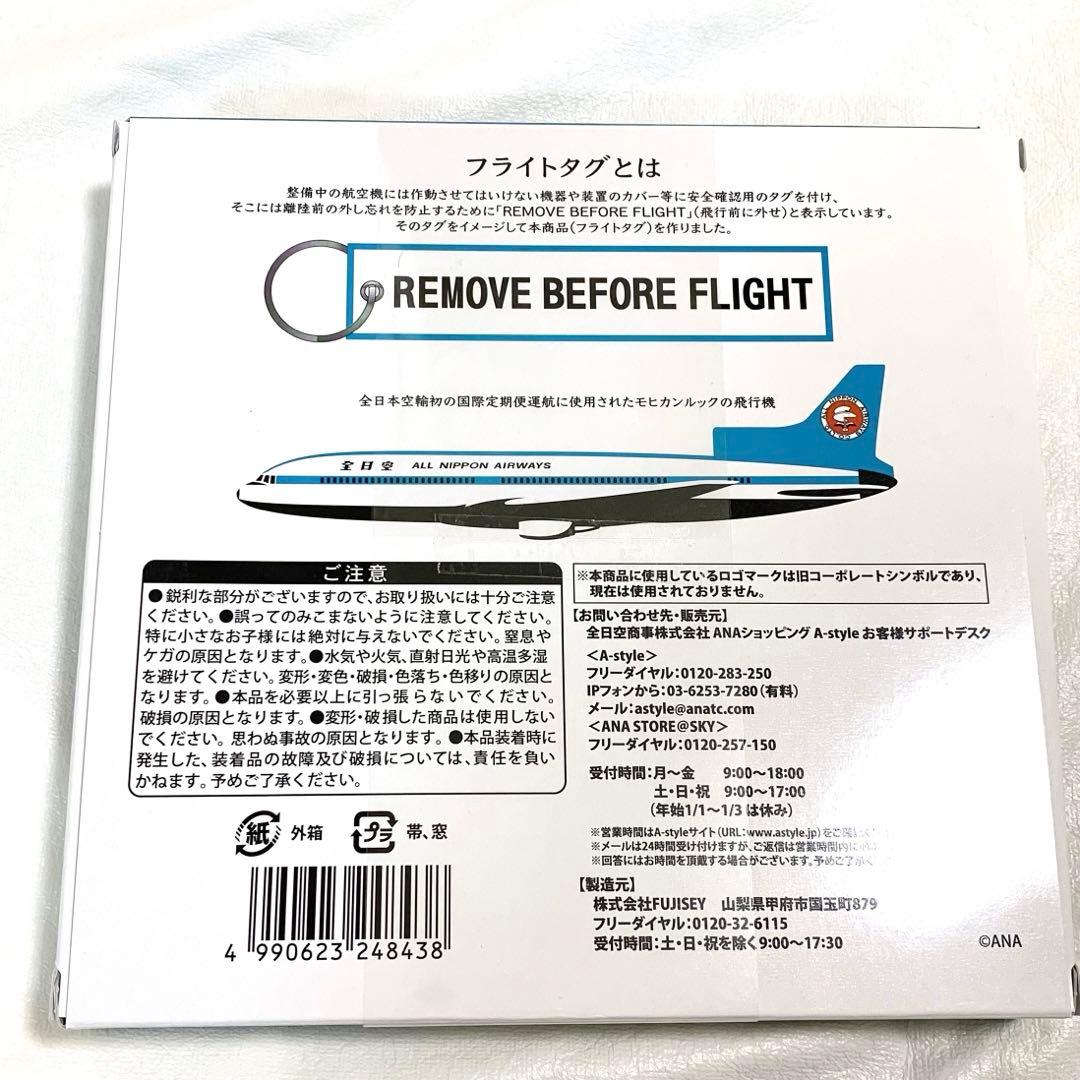 フライトタグとは
整備中の航空機には作動させてはいけない機器や装置のカバー等に安全確認用のタグを付け、
そこには離陸前の外し忘れを防止するために「REMOVE BEFORE FLIGHT」(飛行前に外せ)と表示しています。
そのタグをイメージして本商品(フライトタグ)を作りました。
REMOVE BEFORE FLIGHT
全日本空輸初の国際定期便運航に使用されたモヒカンルックの飛行機
ALL NIPPON AIRWAYS
全日空 ALL NIPPON AIRWAYS
ご注意
●鋭利な部分がございますので、お取り扱いには十分ご注意
ください。●誤ってのみこまないように注意してください。
特に小さなお子様には絶対に与えないでください。窒息や
ケガの原因となります。●水気や火気、直射日光や高温多湿
を避けてください。変形・変色・破損・色落ち・色移りの原因と
なります。●本品を必要以上に引っ張らないでください。
破損の原因となります。●変形・破損した商品は使用しない
でください。思わぬ事故の原因となります。●本品装着時に
発生した、装着品の故障及び破損については、責任を負い
かねます。予めご了承ください。
紙 外箱 プラ 帯、窓
4 990623 248438
※本商品に使用しているロゴマークは旧コーポレートシンボルであり、
現在は使用されておりません。
【お問い合わせ先・販売元】
全日空商事株式会社 ANAショッピング A-style お客様サポートデスク
<A-style>
フリーダイヤル:0120-283-250
IPフォンから:03-6253-7280(有料)
メール:astyle@anatc.com
<ANA STORE@SKY>
フリーダイヤル:0120-257-150
受付時間:月〜金 9:00〜18:00
土・日・祝 9:00〜17:00
(年始1/1〜1/3は休み)
※営業時間はA-styleサイト(URL:www.astyle.jp)をご
※メールは24時間受け付けますが、ご返信は営業時間内に
※回答にはお時間を頂戴する場合がございます。予めご了承
【製造元】
株式会社FUJISEY 山梨県甲府市国玉町879
フリーダイヤル:0120-32-6115
受付時間:土・日・祝を除く9:00〜17:30
©ANA